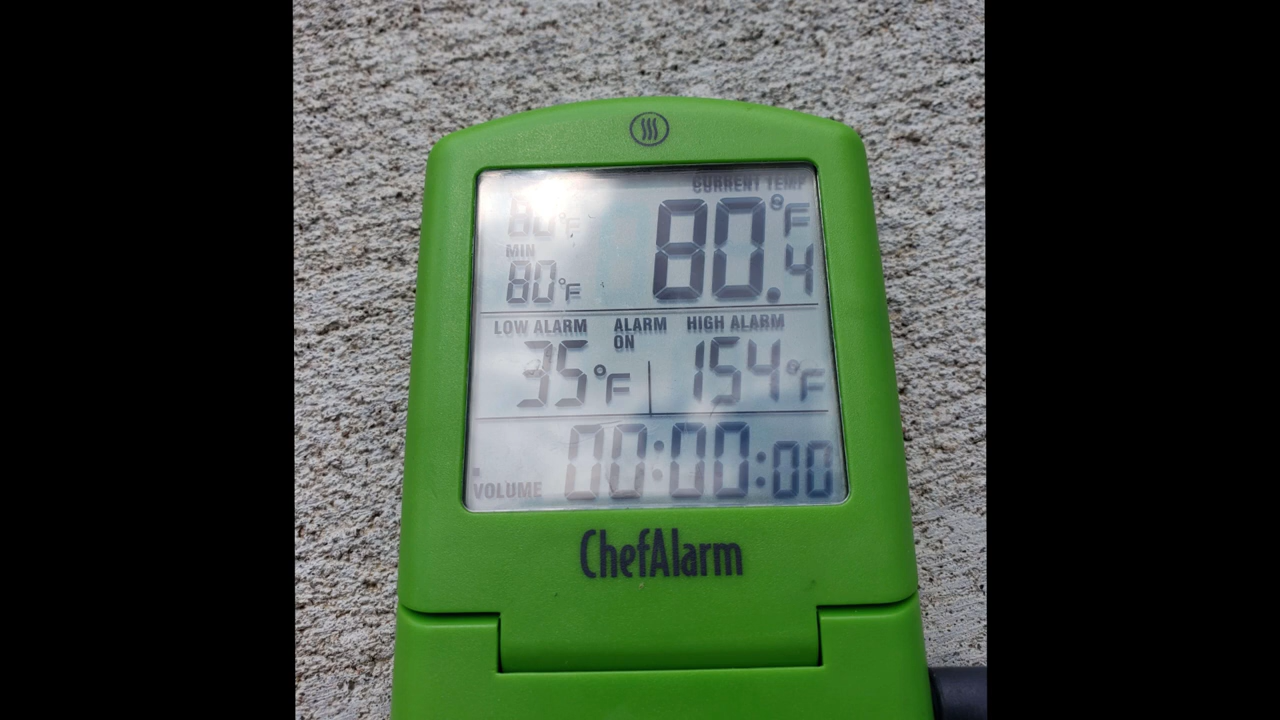 CURRENT TEMP
80°F
80.4°F
MIN
80°F
LOW ALARM
ALARM ON
HIGH ALARM
35°F
154°F
00:00:00
VOLUME
ChefAlarm